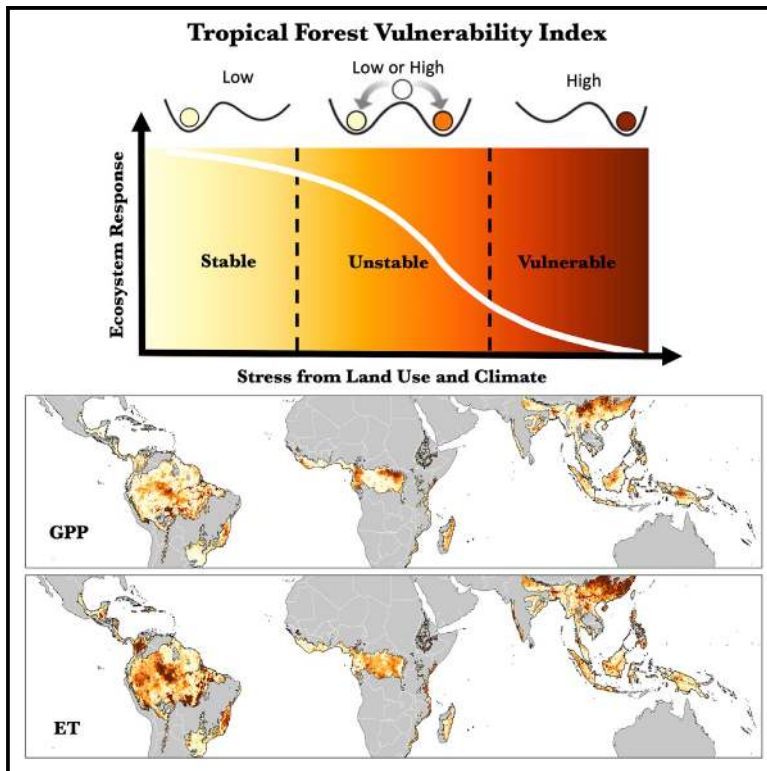 Tropical Forest Vulnerability Index
Low
Low or High
High
Ecosystem Response
Stable
Unstable
Vulnerable
Stress from Land Use and Climate
GPP
ET